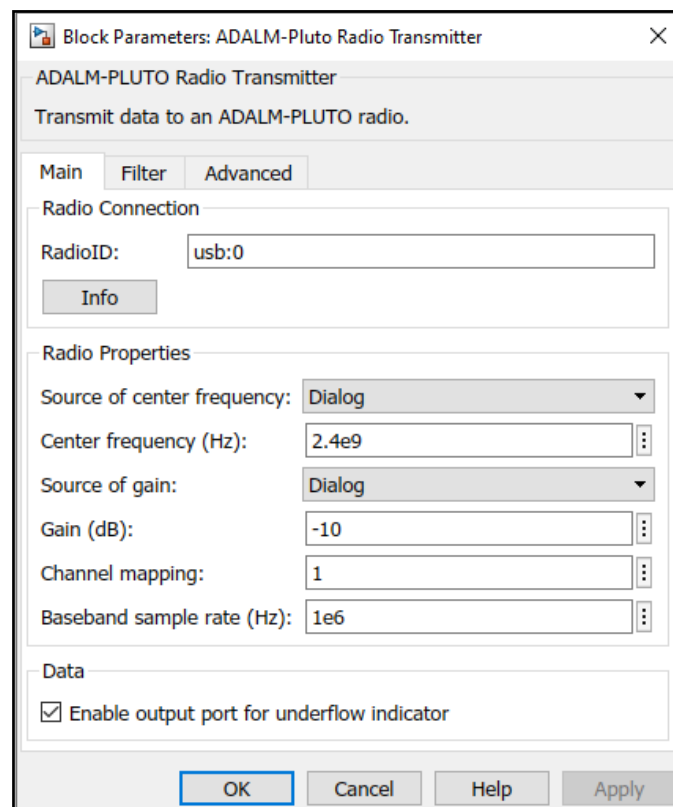 Block Parameters: ADALM-Pluto Radio Transmitter
ADALM-PLUTO Radio Transmitter
Transmit data to an ADALM-PLUTO radio.
Main Filter Advanced
Radio Connection
RadioID: usb:0
Info
Radio Properties
Source of center frequency: Dialog
Center frequency (Hz): 2.4e9
Source of gain: Dialog
Gain (dB): -10
Channel mapping: 1
Baseband sample rate (Hz): 1e6
Data
Enable output port for underflow indicator
OK Cancel Help Apply